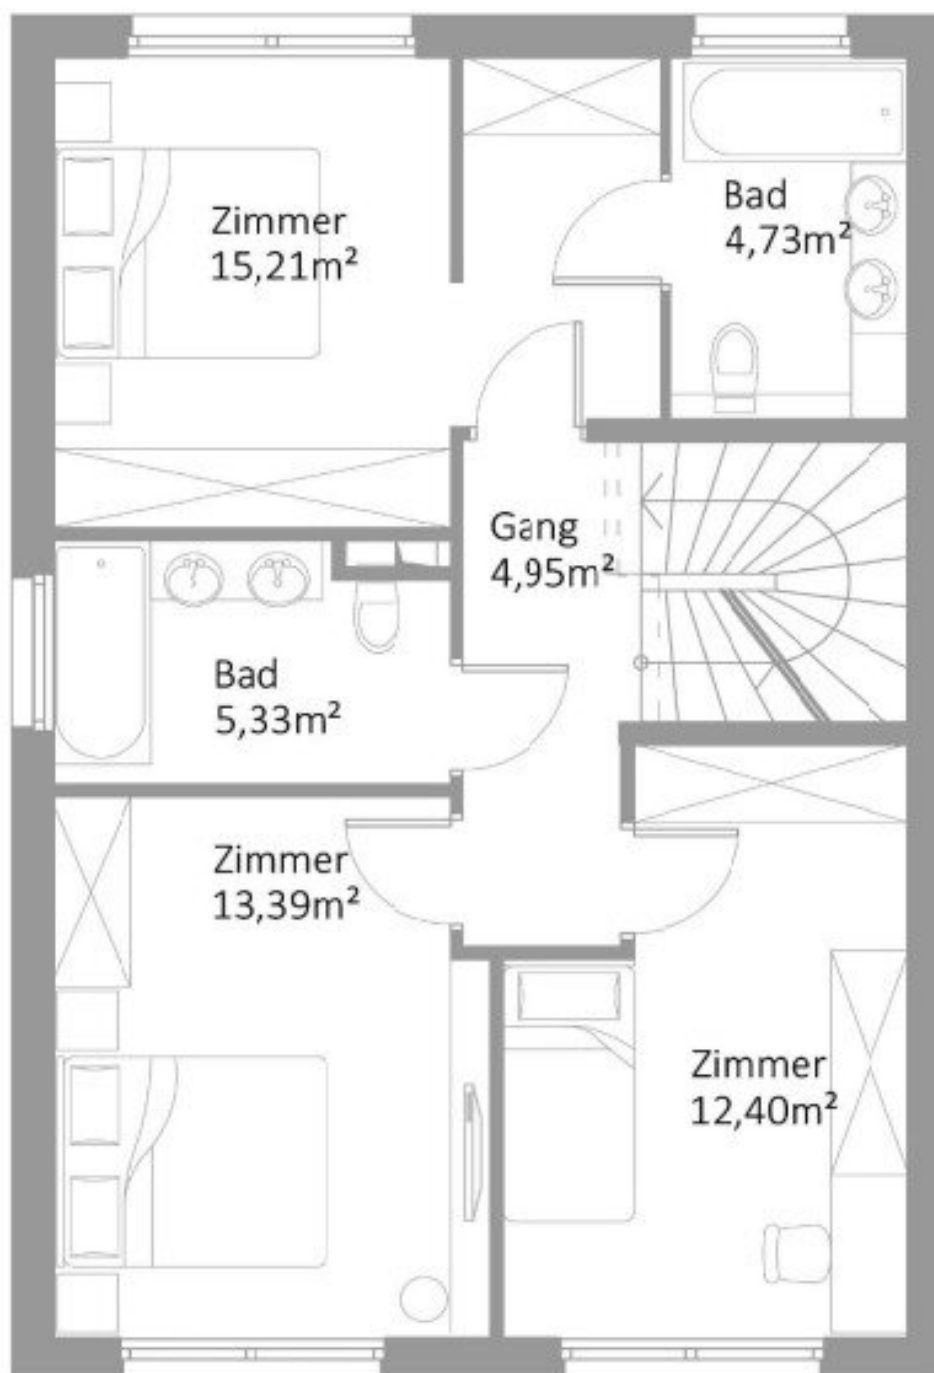 Zimmer
15,21m²
Bad
4,73m²
Gang
4,95m²
Bad
5,33m²
Zimmer
13,39m²
Zimmer
12,40m²